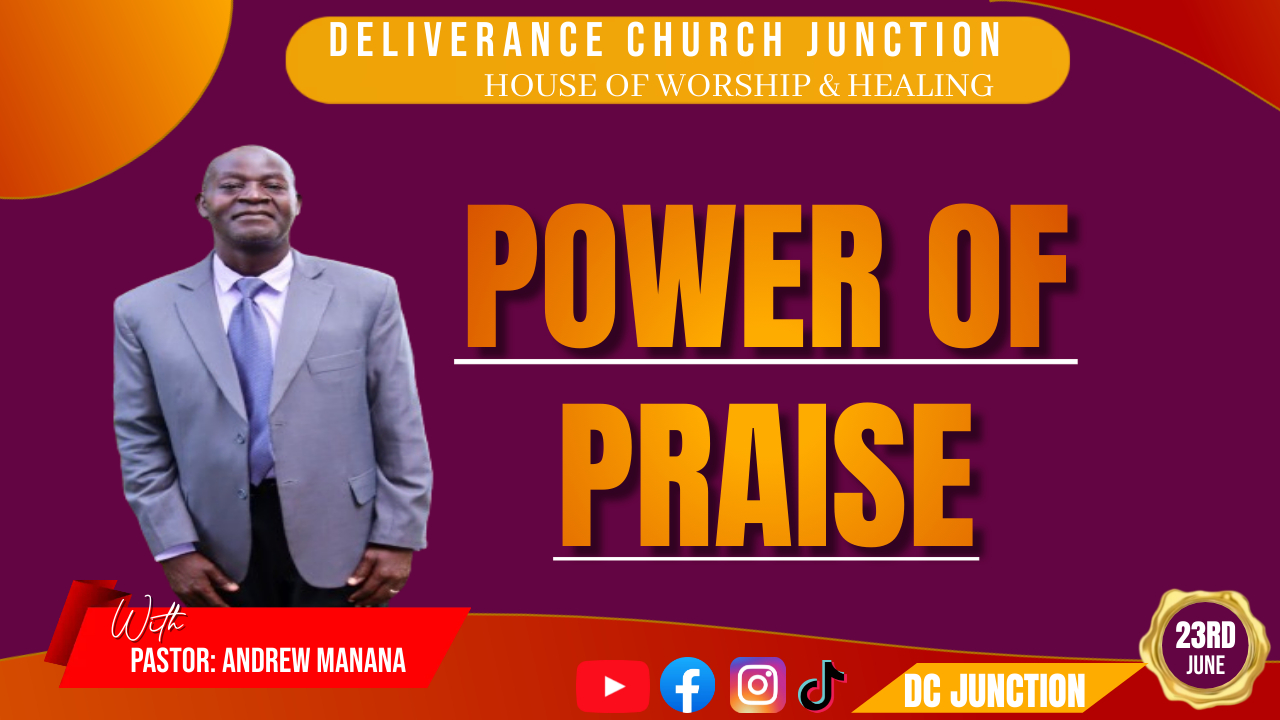 DELIVERANCE CHURCH JUNCTION
HOUSE OF WORSHIP & HEALING
POWER OF
PRAISE
With
PASTOR: ANDREW MANANA
DC JUNCTION
23RD
JUNE